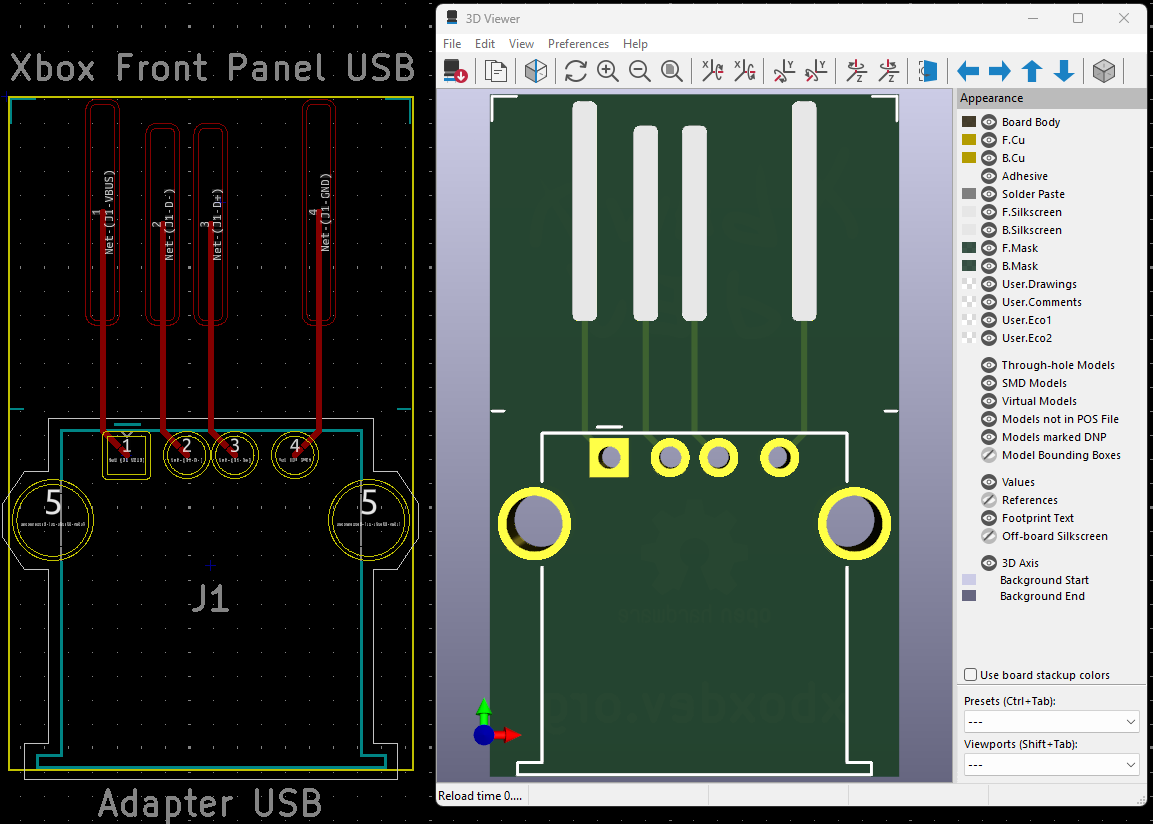 Xbox Front Panel USB
1
Net-(J1-VBUS)
2
Net-(J1-D-)
3
Net-(J1-D+)
4
Net-(J1-GND)
1
2
3
4
5
5
J1
Adapter USB
3D Viewer
File Edit View Preferences Help
Appearance
Board Body
F.Cu
B.Cu
Adhesive
Solder Paste
F.Silkscreen
B.Silkscreen
F.Mask
B.Mask
User.Drawings
User.Comments
User.Eco1
User.Eco2
Through-hole Models
SMD Models
Virtual Models
Models not in POS File
Models marked DNP
Model Bounding Boxes
Values
References
Footprint Text
Off-board Silkscreen
3D Axis
Background Start
Background End
Use board stackup colors
Presets (Ctrl+Tab):
---
Viewports (Shift+Tab):
---
Reload time 0....